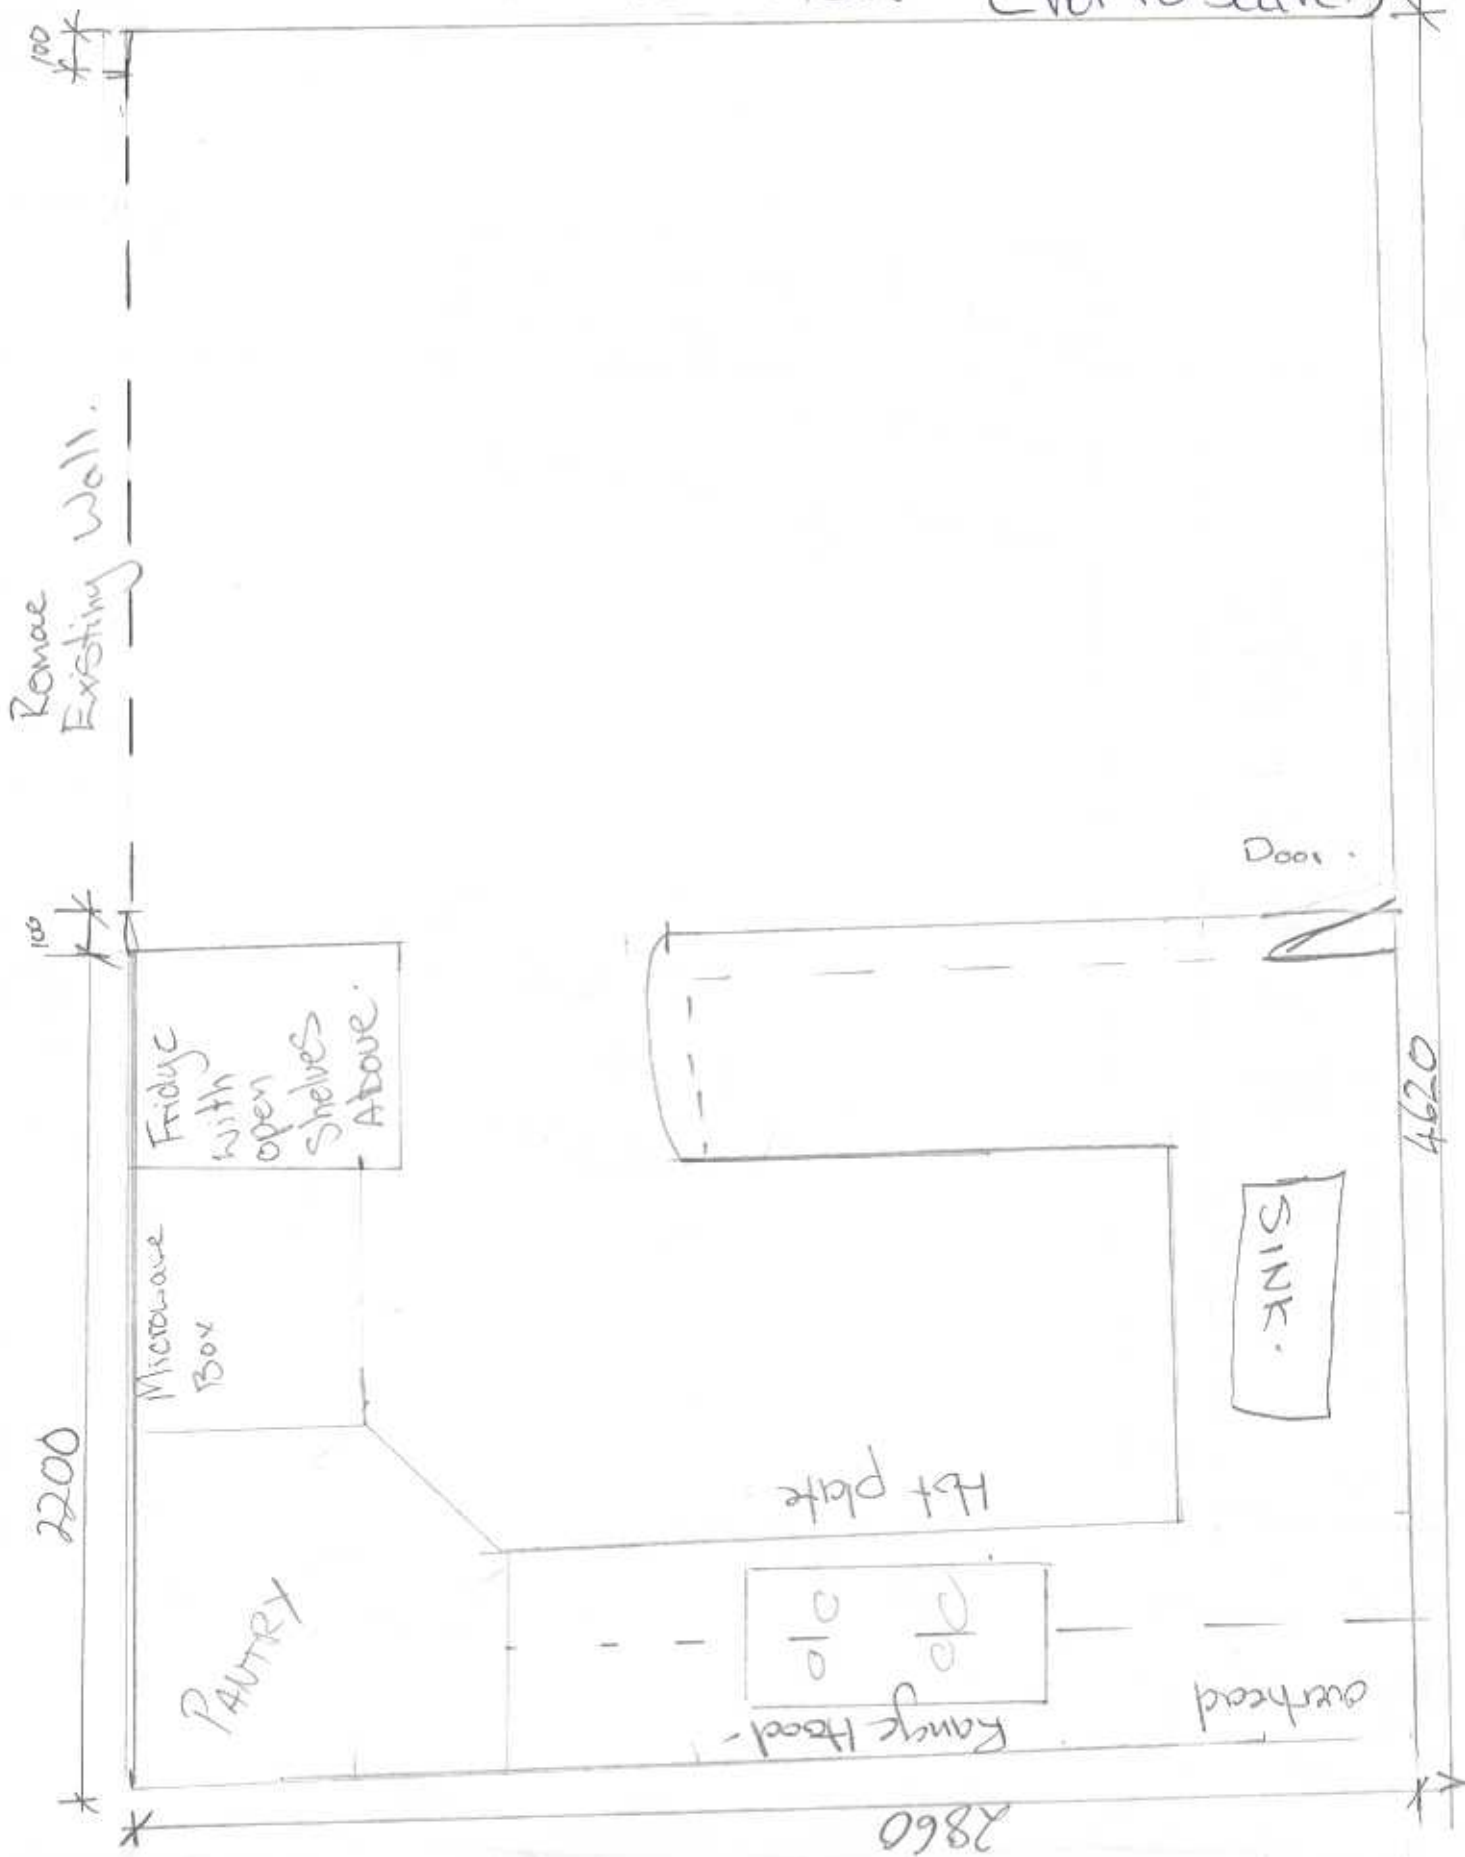 (Not to Scale.)
100
Romae
Existing Wall.
Door.
100
Fridge
with
open
Shelves
Above.
4620
Microwave
Box
SINK.
2200
Hot plate
PANTRY
Range Hood-
overhead
2860